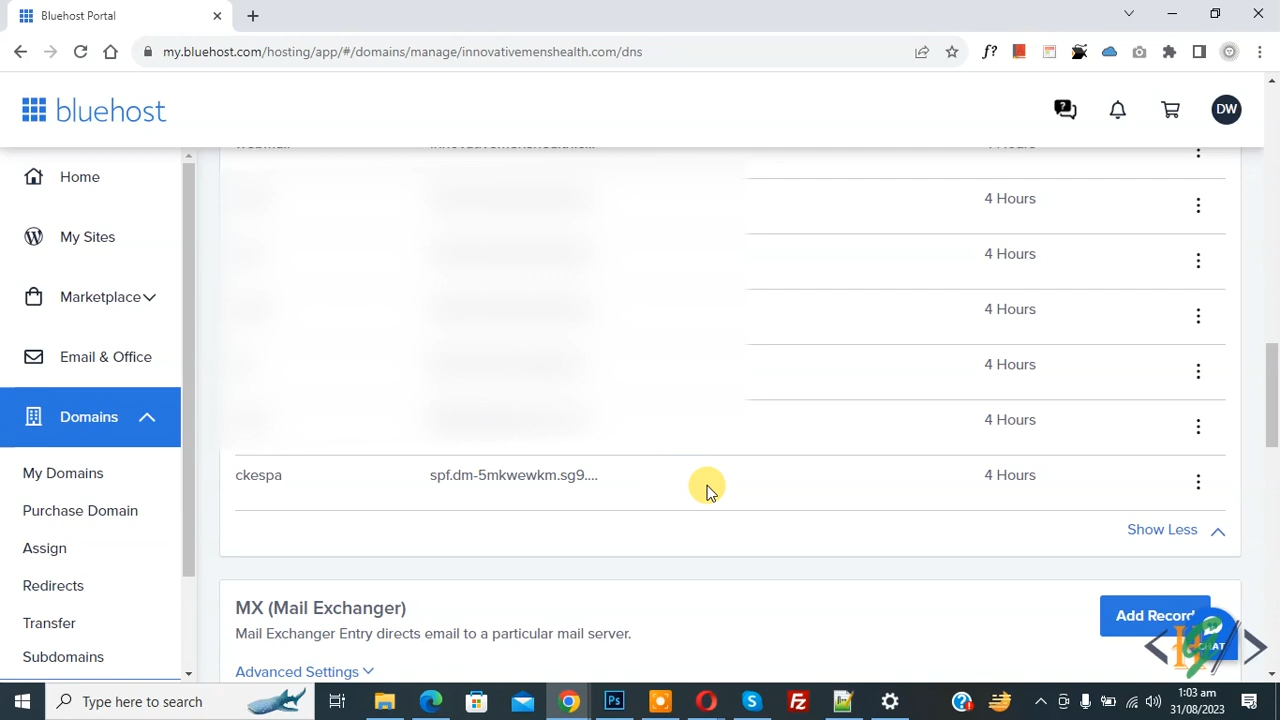 Bluehost Portal
my.bluehost.com/hosting/app/#/domains/manage/innovativemenshealth.com/dns
f?
bluehost
DW
Home
4 Hours
My Sites
4 Hours
Marketplace
4 Hours
Email & Office
4 Hours
Domains
4 Hours
My Domains
ckespa spf.dm-5mkwewkm.sg9.... 4 Hours
Purchase Domain
Show Less
Assign
Redirects
MX (Mail Exchanger)
Add Record
Transfer
Mail Exchanger Entry directs email to a particular mail server.
CHAT
Subdomains
Advanced Settings
Type here to search
Ps
1:03 am
31/08/2023